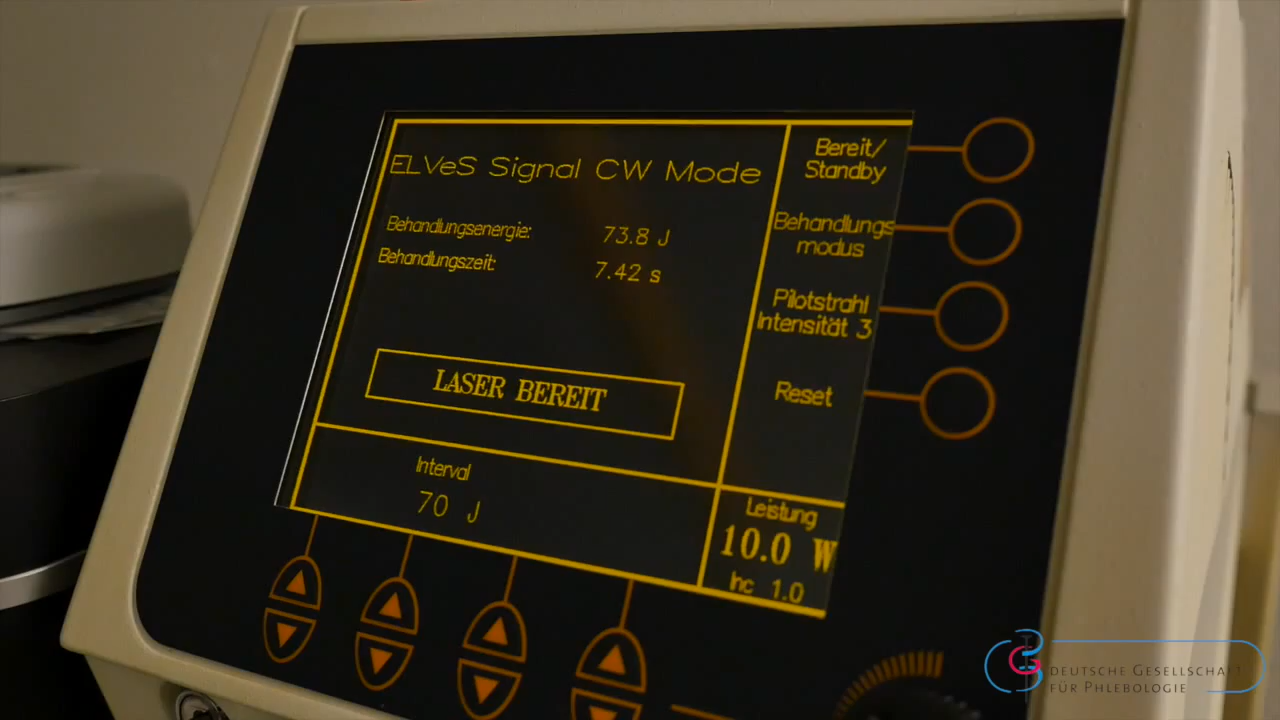 ELVeS Signal CW Mode
Behandlungsenergie: 73.8 J
Behandlungszeit: 7.42 s
LASER BEREIT
Interval
70 J
Bereit/
Standby
Behandlungs
modus
Pilotstrahl
Intensität 3
Reset
Leistung
10.0 W
Inc 1.0
DEUTSCHE GESELLSCHAFT
FÜR PHLEBOLOGIE